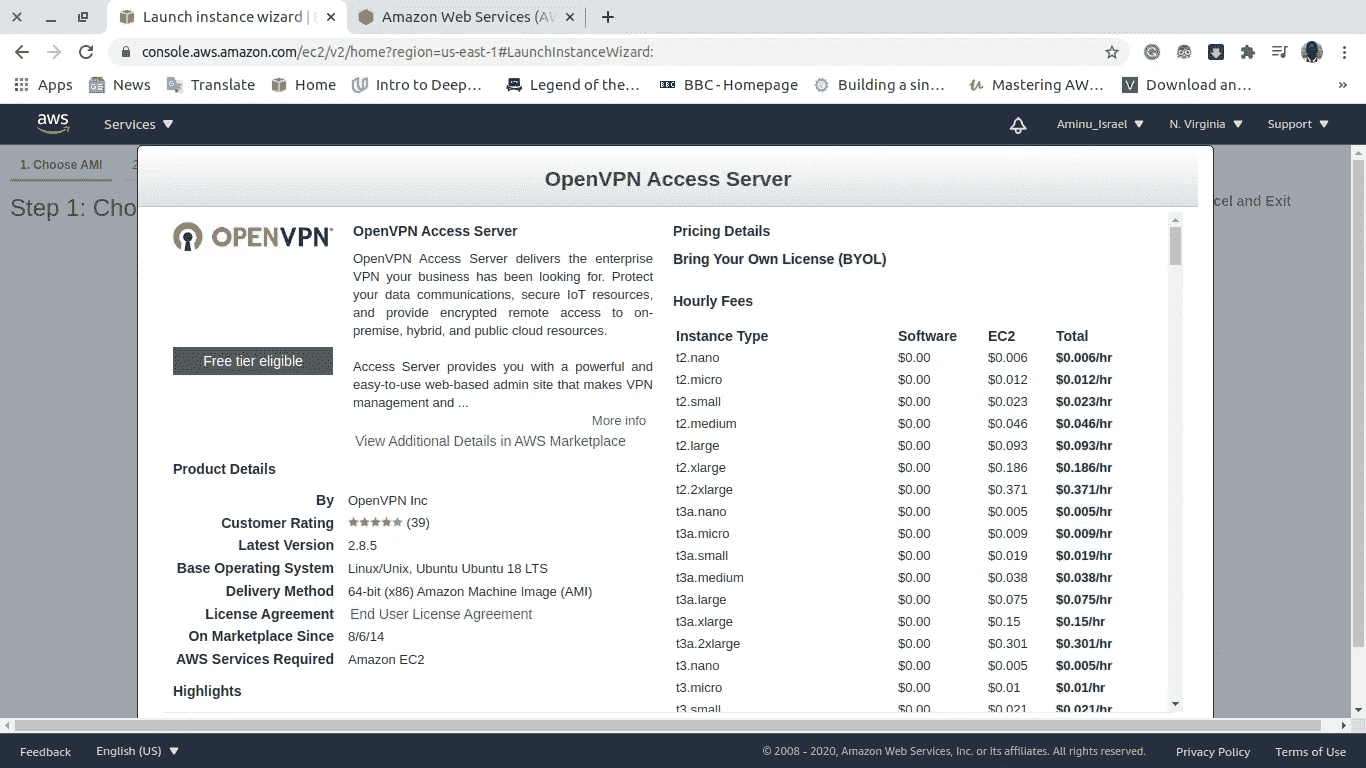 Launch instance wizard |
Amazon Web Services (AW
console.aws.amazon.com/ec2/v2/home?region=us-east-1#LaunchInstanceWizard:
Apps News Translate Home Intro to Deep... Legend of the... BBC BBC - Homepage Building a sin... Mastering AW... Download an... »
aws Services Aminu_Israel N. Virginia Support
1. Choose AMI 2
Step 1: Cho
cel and Exit
OpenVPN Access Server
OPENVPN
Free tier eligible
OpenVPN Access Server
OpenVPN Access Server delivers the enterprise
VPN your business has been looking for. Protect
your data communications, secure IoT resources,
and provide encrypted remote access to on-
premise, hybrid, and public cloud resources.
Access Server provides you with a powerful and
easy-to-use web-based admin site that makes VPN
management and ...
More info
View Additional Details in AWS Marketplace
Product Details
By OpenVPN Inc
Customer Rating (39)
Latest Version 2.8.5
Base Operating System Linux/Unix, Ubuntu Ubuntu 18 LTS
Delivery Method 64-bit (x86) Amazon Machine Image (AMI)
License Agreement End User License Agreement
On Marketplace Since 8/6/14
AWS Services Required Amazon EC2
Highlights
Pricing Details
Bring Your Own License (BYOL)
Hourly Fees
Instance Type Software EC2 Total
t2.nano $0.00 $0.006 $0.006/hr
t2.micro $0.00 $0.012 $0.012/hr
t2.small $0.00 $0.023 $0.023/hr
t2.medium $0.00 $0.046 $0.046/hr
t2.large $0.00 $0.093 $0.093/hr
t2.xlarge $0.00 $0.186 $0.186/hr
t2.2xlarge $0.00 $0.371 $0.371/hr
t3a.nano $0.00 $0.005 $0.005/hr
t3a.micro $0.00 $0.009 $0.009/hr
t3a.small $0.00 $0.019 $0.019/hr
t3a.medium $0.00 $0.038 $0.038/hr
t3a.large $0.00 $0.075 $0.075/hr
t3a.xlarge $0.00 $0.15 $0.15/hr
t3a.2xlarge $0.00 $0.301 $0.301/hr
t3.nano $0.00 $0.005 $0.005/hr
t3.micro $0.00 $0.01 $0.01/hr
t3.small $0.00 $0.021 $0.021/hr
Feedback English (US) © 2008 - 2020, Amazon Web Services, Inc. or its affiliates. All rights reserved. Privacy Policy Terms of Use